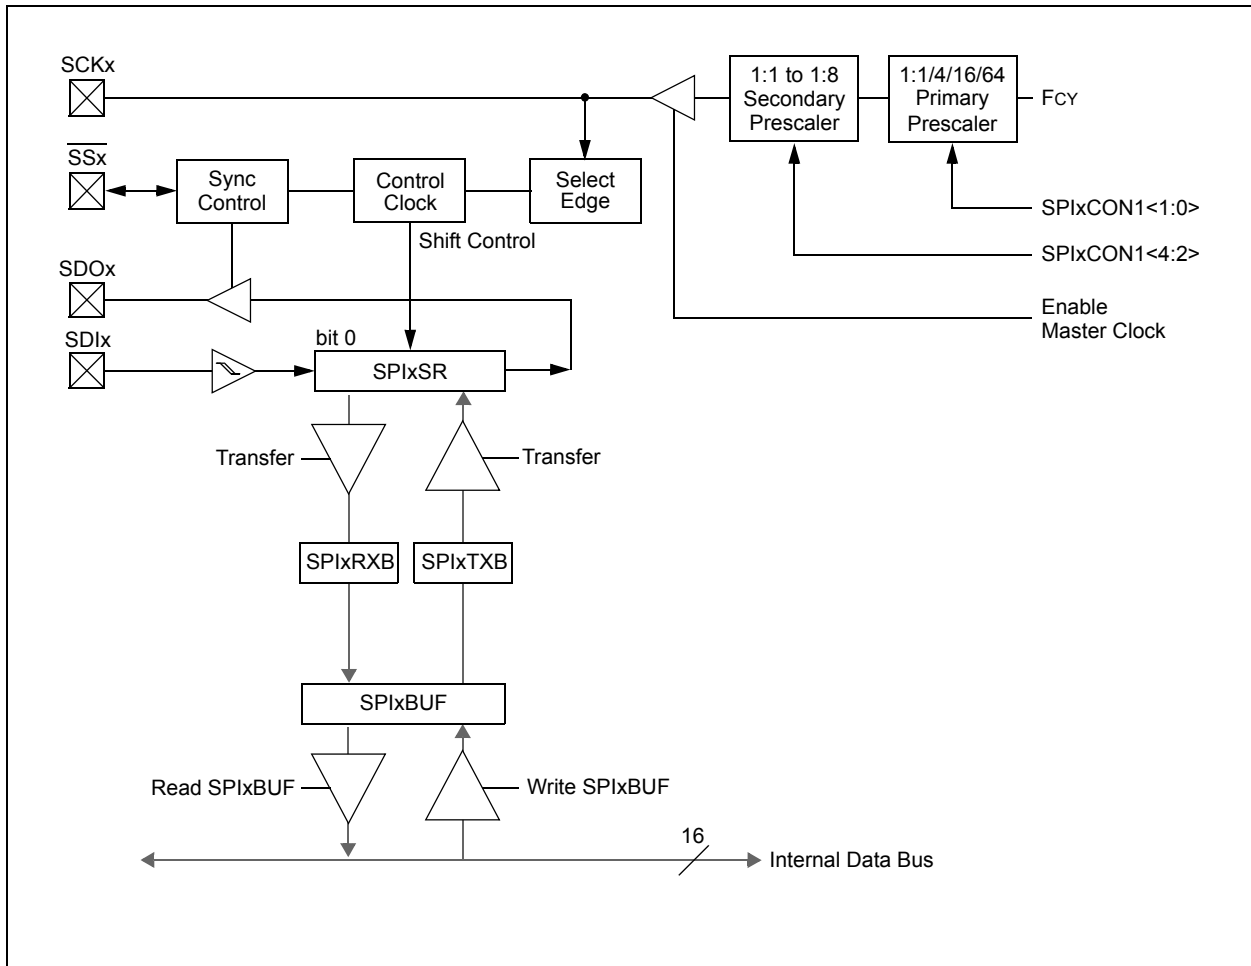 SCKx
1:1 to 1:8
Secondary
Prescaler
1:1/4/16/64
Primary
Prescaler
FCY
SSx
Sync
Control
Control
Clock
Select
Edge
SPIxCON1<1:0>
Shift Control
SPIxCON1<4:2>
SDOx
Enable
Master Clock
SDIx
bit 0
SPIxSR
Transfer
Transfer
SPIxRXB
SPIxTXB
SPIxBUF
Read SPIxBUF
Write SPIxBUF
16
Internal Data Bus